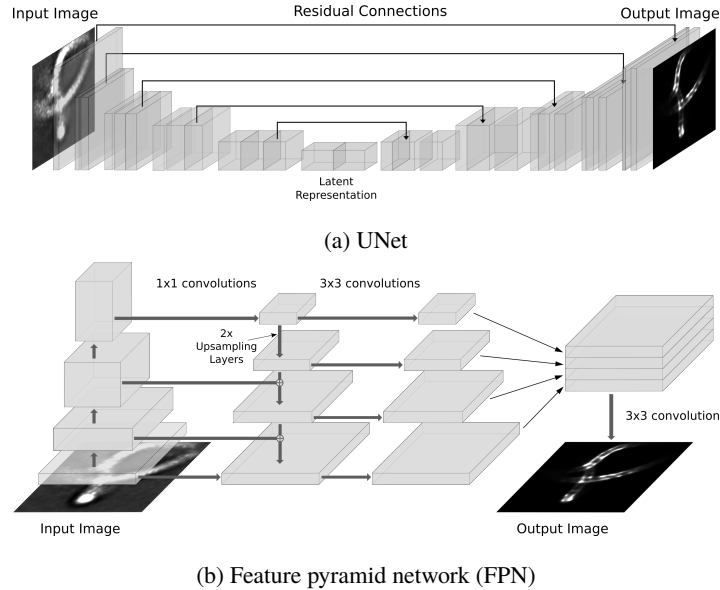 Input Image
Residual Connections
Output Image
Latent
Representation
(a) UNet
1x1 convolutions
3x3 convolutions
2x
Upsampling
Layers
3x3 convolution
Input Image
Output Image
(b) Feature pyramid network (FPN)